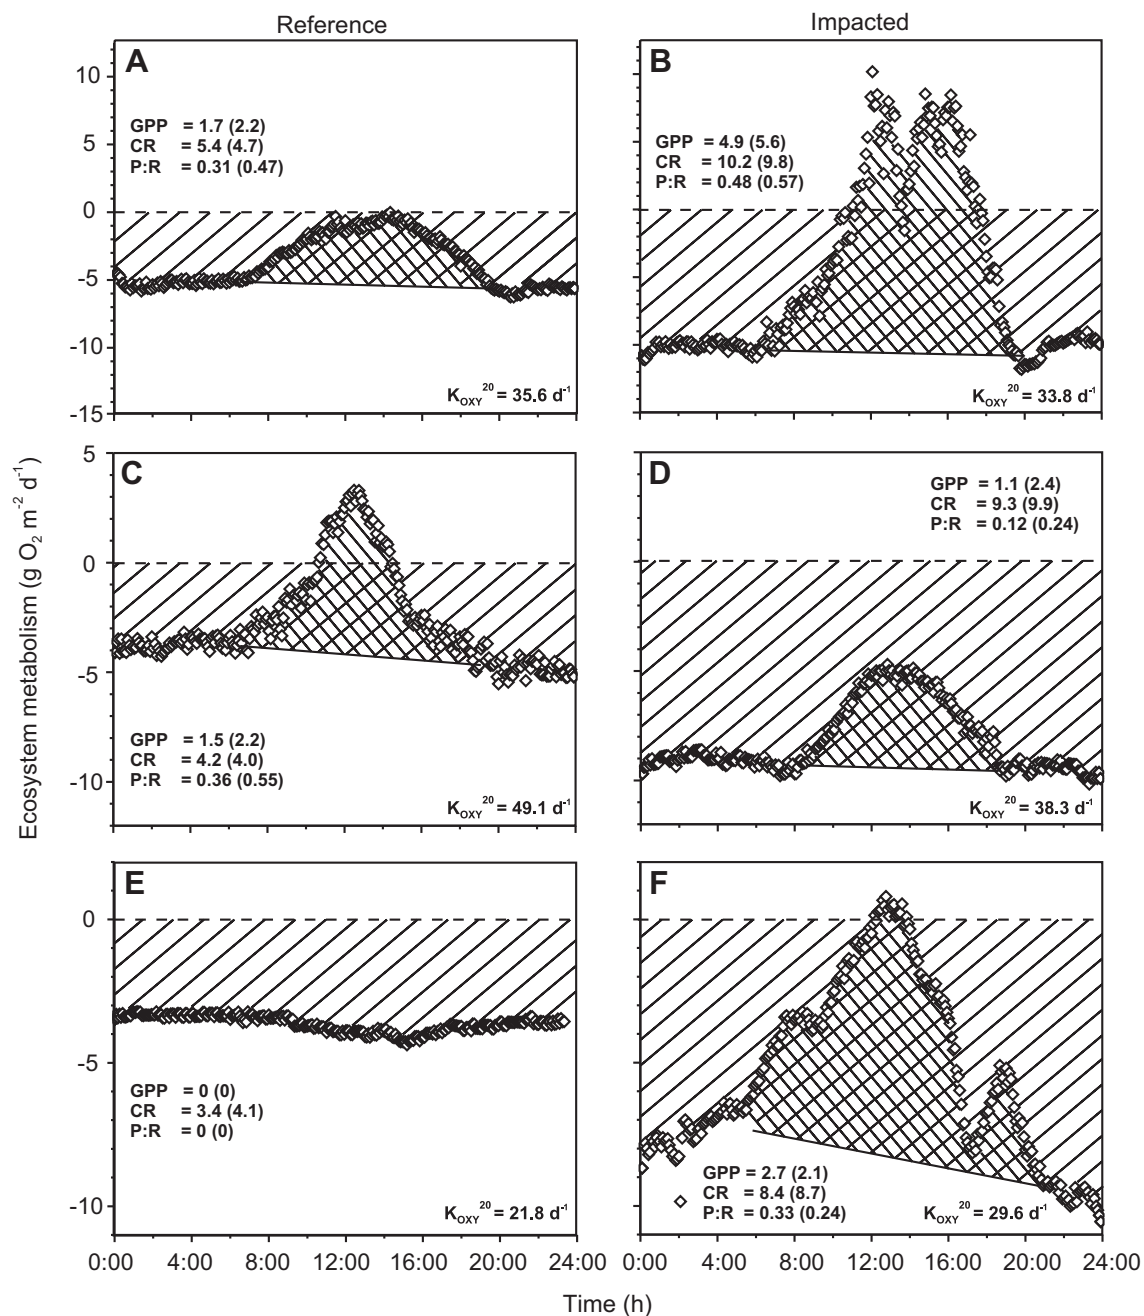 Reference
Impacted
A
10
5
0
-5
-10
-15
GPP = 1.7 (2.2)
CR = 5.4 (4.7)
P:R = 0.31 (0.47)
K_OXY^20 = 35.6 d^-1
B
GPP = 4.9 (5.6)
CR = 10.2 (9.8)
P:R = 0.48 (0.57)
K_OXY^20 = 33.8 d^-1
Ecosystem metabolism (g O₂ m⁻² d⁻¹)
C
5
0
-5
-10
GPP = 1.5 (2.2)
CR = 4.2 (4.0)
P:R = 0.36 (0.55)
K_OXY^20 = 49.1 d^-1
D
GPP = 1.1 (2.4)
CR = 9.3 (9.9)
P:R = 0.12 (0.24)
K_OXY^20 = 38.3 d^-1
E
0
-5
-10
GPP = 0 (0)
CR = 3.4 (4.1)
P:R = 0 (0)
K_OXY^20 = 21.8 d^-1
F
GPP = 2.7 (2.1)
CR = 8.4 (8.7)
P:R = 0.33 (0.24)
K_OXY^20 = 29.6 d^-1
0:00 4:00 8:00 12:00 16:00 20:00 24:00
0:00 4:00 8:00 12:00 16:00 20:00 24:00
Time (h)